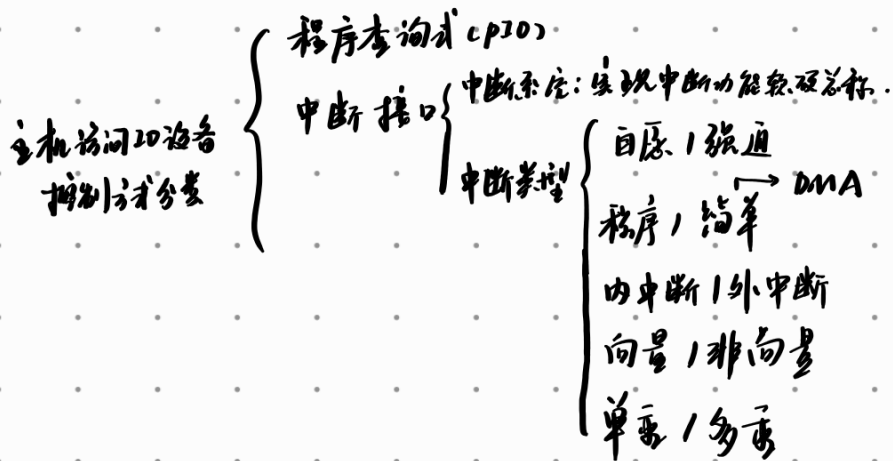 程序查询式(PIO)
中断接口
中断系统:实现中断功能软硬总称.
主机访问IO设备
控制方式分类
中断类型
自愿/强迫
→DMA
程序/简单
内中断/外中断
向量/非向量
单重/多重